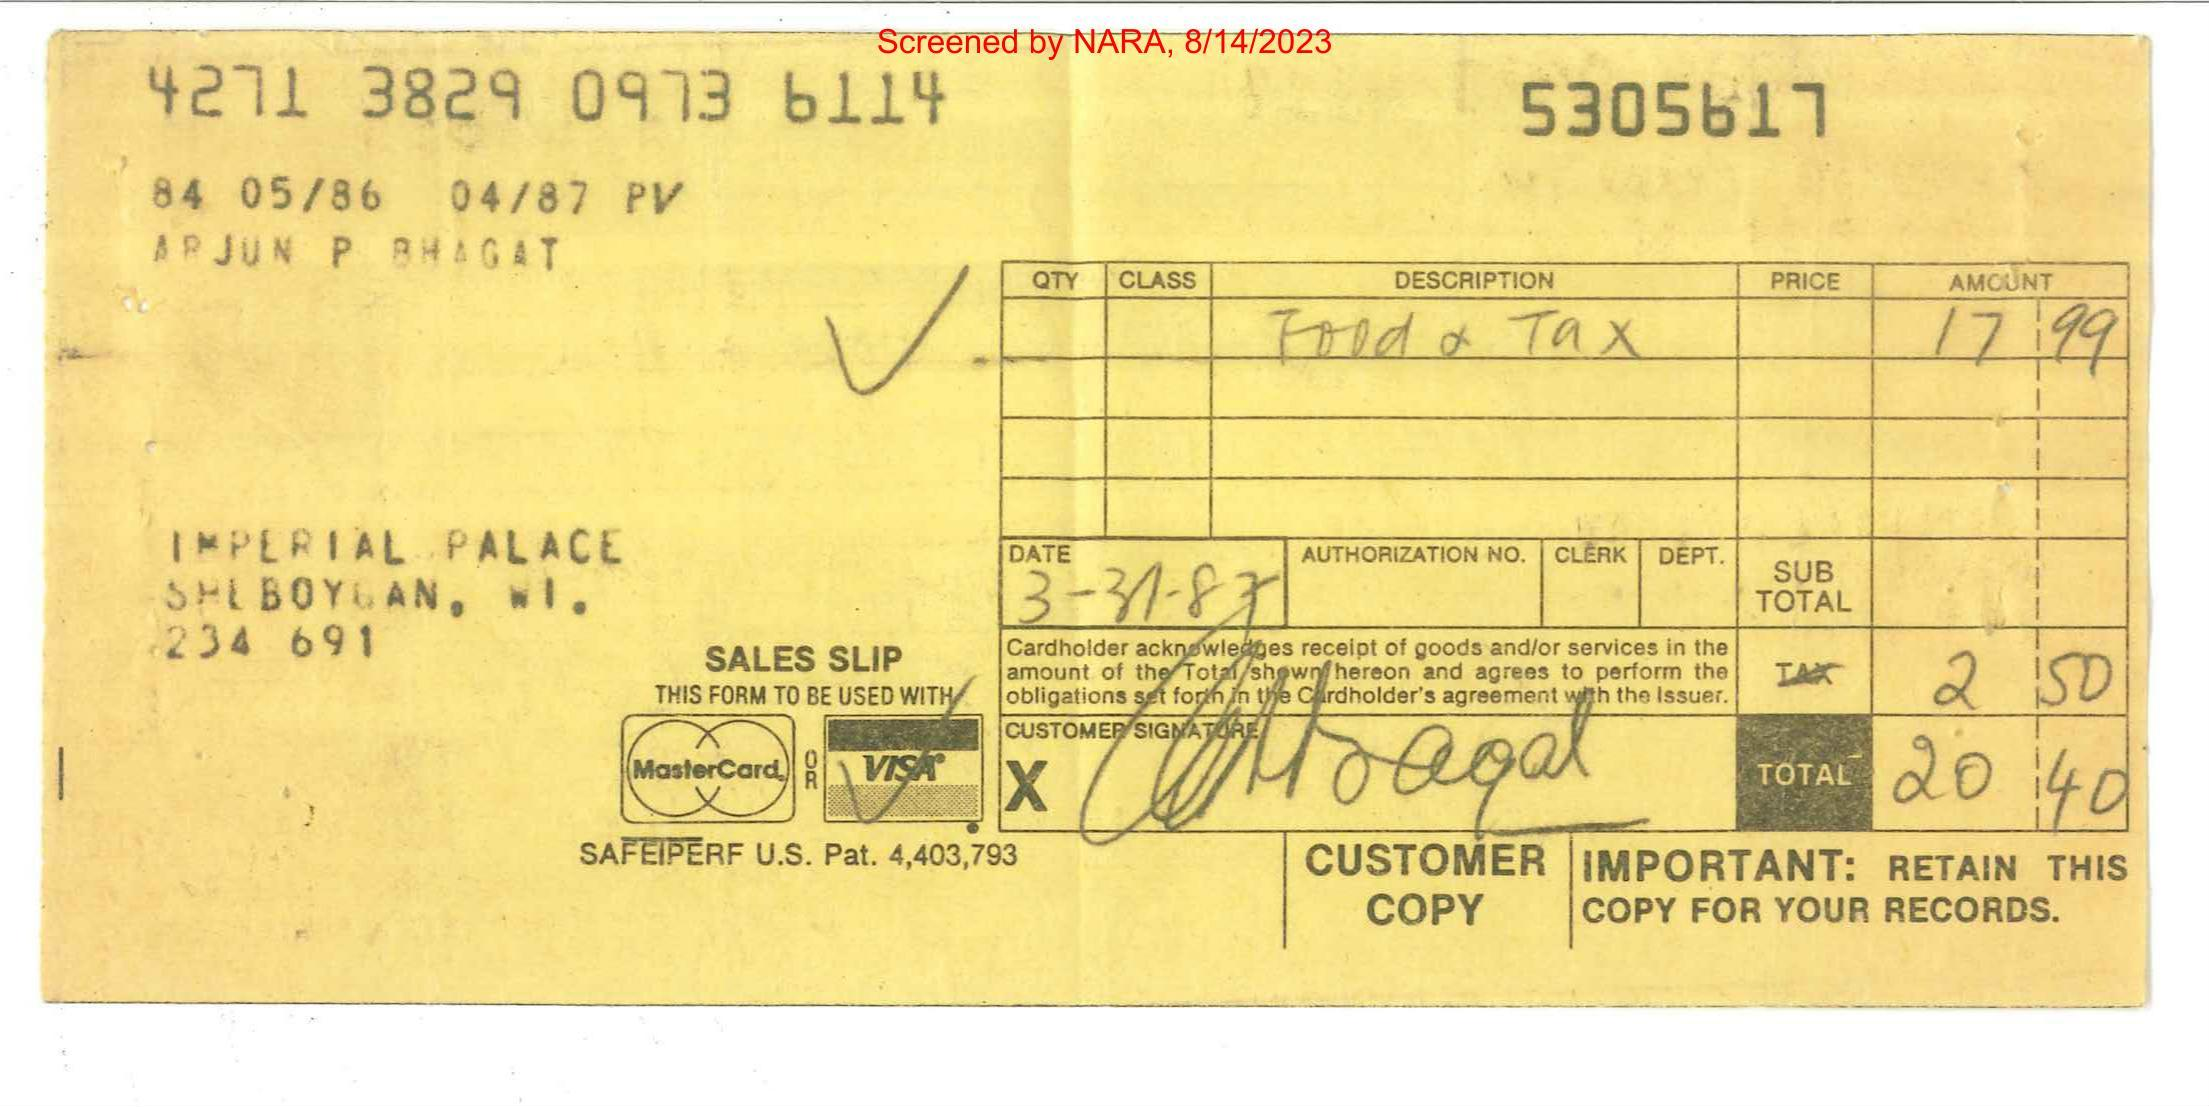 Screened by NARA, 8/14/2023
4271 3829 0973 6114
5305617
84 05/86 04/87 PV
ARJUN P BHAGAT
QTY CLASS DESCRIPTION PRICE AMOUNT
Food & Tax 17 99
IMPERIAL PALACE
SHEBOYGAN, WI.
234 691
DATE AUTHORIZATION NO. CLERK DEPT. SUB TOTAL
3-31-87
SALES SLIP
THIS FORM TO BE USED WITH
MasterCard OR VISA
SAFEIPERF U.S. Pat. 4,403,793
Cardholder acknowledges receipt of goods and/or services in the
amount of the Total shown hereon and agrees to perform the
obligations set forth in the Cardholder's agreement with the Issuer.
TAX 2 50
CUSTOMER SIGNATURE
X
TOTAL 20 40
CUSTOMER COPY
IMPORTANT: RETAIN THIS
COPY FOR YOUR RECORDS.